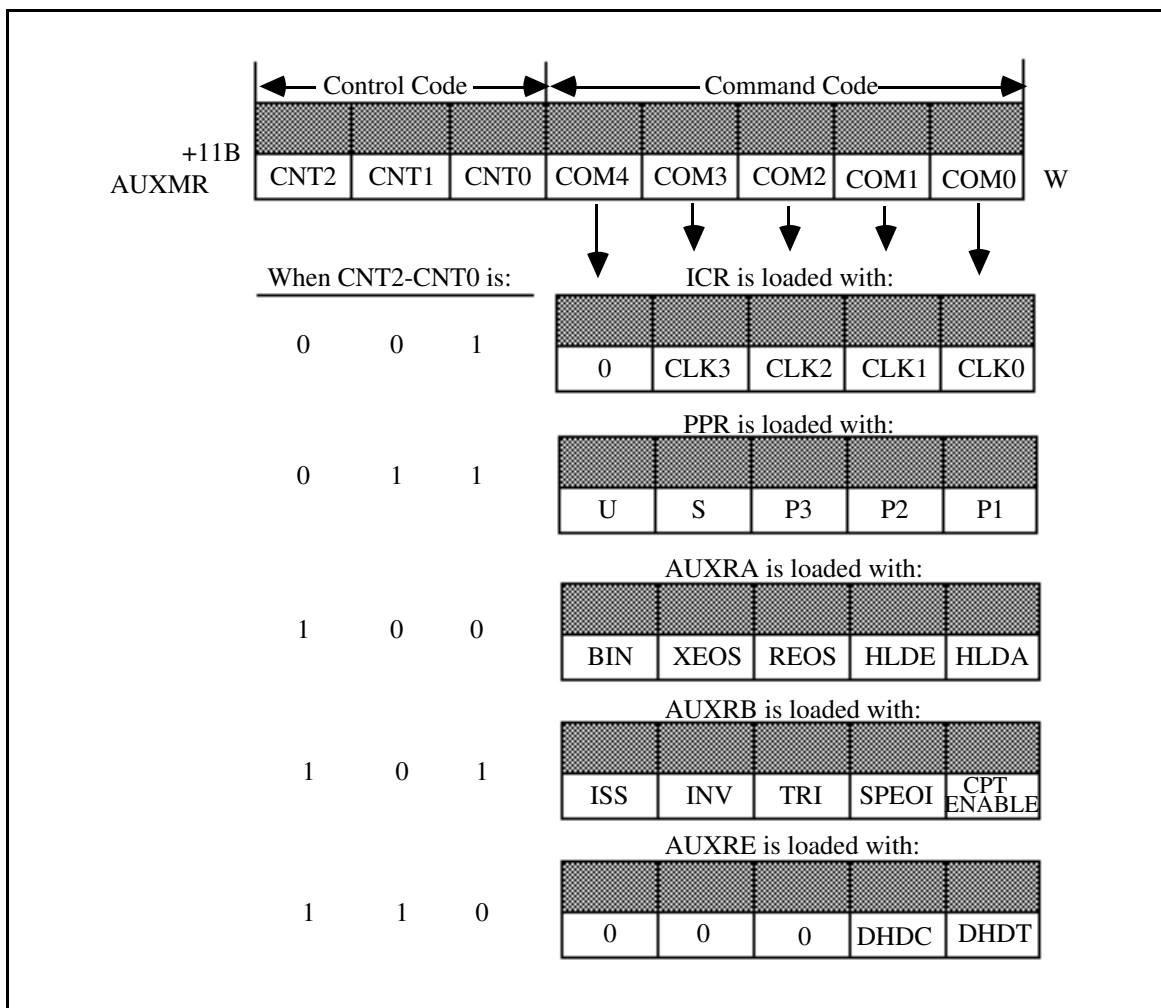 Control Code Command Code
+11B
AUXMR CNT2 CNT1 CNT0 COM4 COM3 COM2 COM1 COM0 W
When CNT2-CNT0 is: ICR is loaded with:
0 0 1 0 CLK3 CLK2 CLK1 CLK0
PPR is loaded with:
0 1 1 U S P3 P2 P1
AUXRA is loaded with:
1 0 0 BIN XEOS REOS HLDE HLDA
AUXRB is loaded with:
1 0 1 ISS INV TRI SPEOI CPT ENABLE
AUXRE is loaded with:
1 1 0 0 0 0 DHDC DHDT